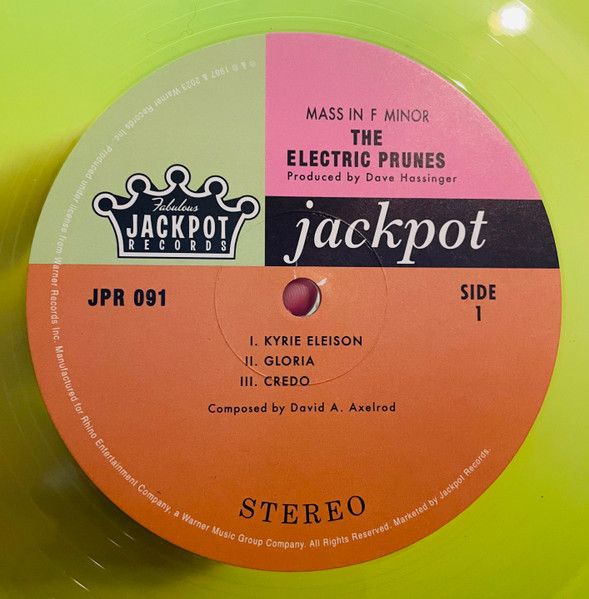 MASS IN F MINOR
THE
ELECTRIC PRUNES
Produced by Dave Hassinger
Fabulous
JACKPOT
RECORDS
jackpot
JPR 091
SIDE
1
I. KYRIE ELEISON
II. GLORIA
III. CREDO
Composed by David A. Axelrod
STEREO
℗ & © 1967 & 2023 Warner Records Inc. Produced under license from Warner Records Inc. Manufactured for Rhino Entertainment Company, a Warner Music Group Company. All Rights Reserved. Marketed by Jackpot Records.